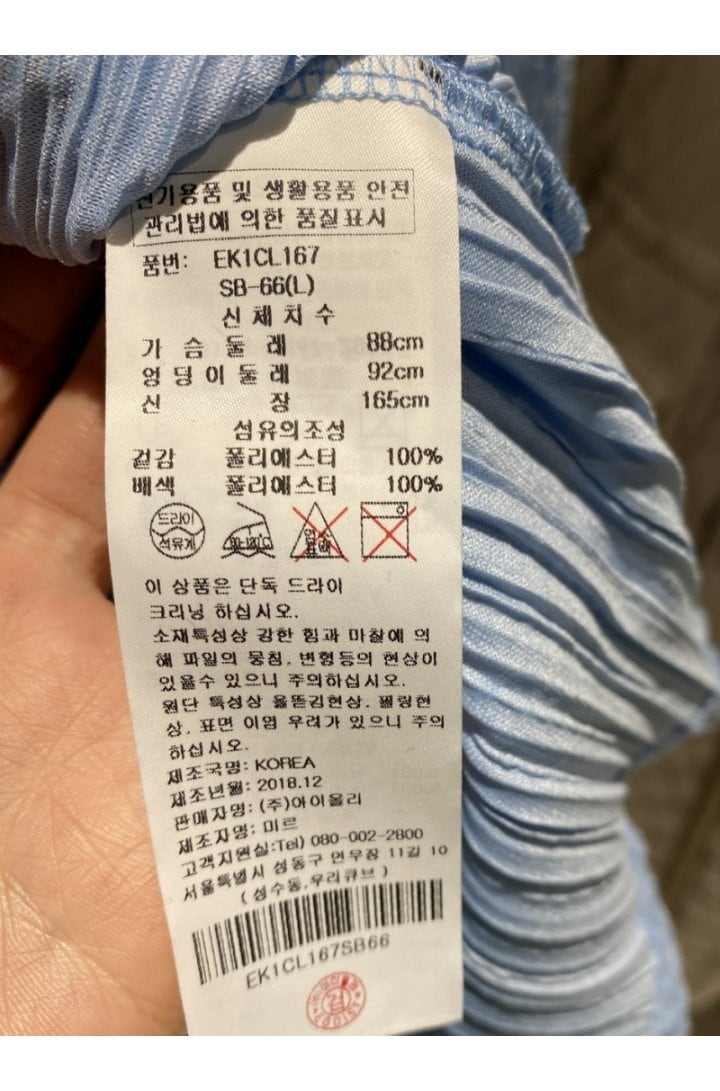 전기용품 및 생활용품 안전
관리법에 의한 품질표시
품번: EK1CL167
SB-66(L)
신체치수
가슴둘레 88cm
엉덩이둘레 92cm
신장 165cm
섬유의조성
겉감 폴리에스터 100%
배색 폴리에스터 100%
드라이
석유계
이 상품은 단독 드라이
크리닝 하십시오.
소재특성상 강한 힘과 마찰에 의
해 파일의 뭉침, 변형등의 현상이
있을수 있으니 주의하십시오.
원단 특성상 올뜯김현상, 필링현
상, 표면 이염 우려가 있으니 주의
하십시오.
제조국명: KOREA
제조년월: 2018.12
판매자명: (주)아이올리
제조자명: 미르
고객지원실:Tel) 080-002-2800
서울특별시 성동구 연무장 11길 10
(성수동,우리큐브)
EK1CL167SB66